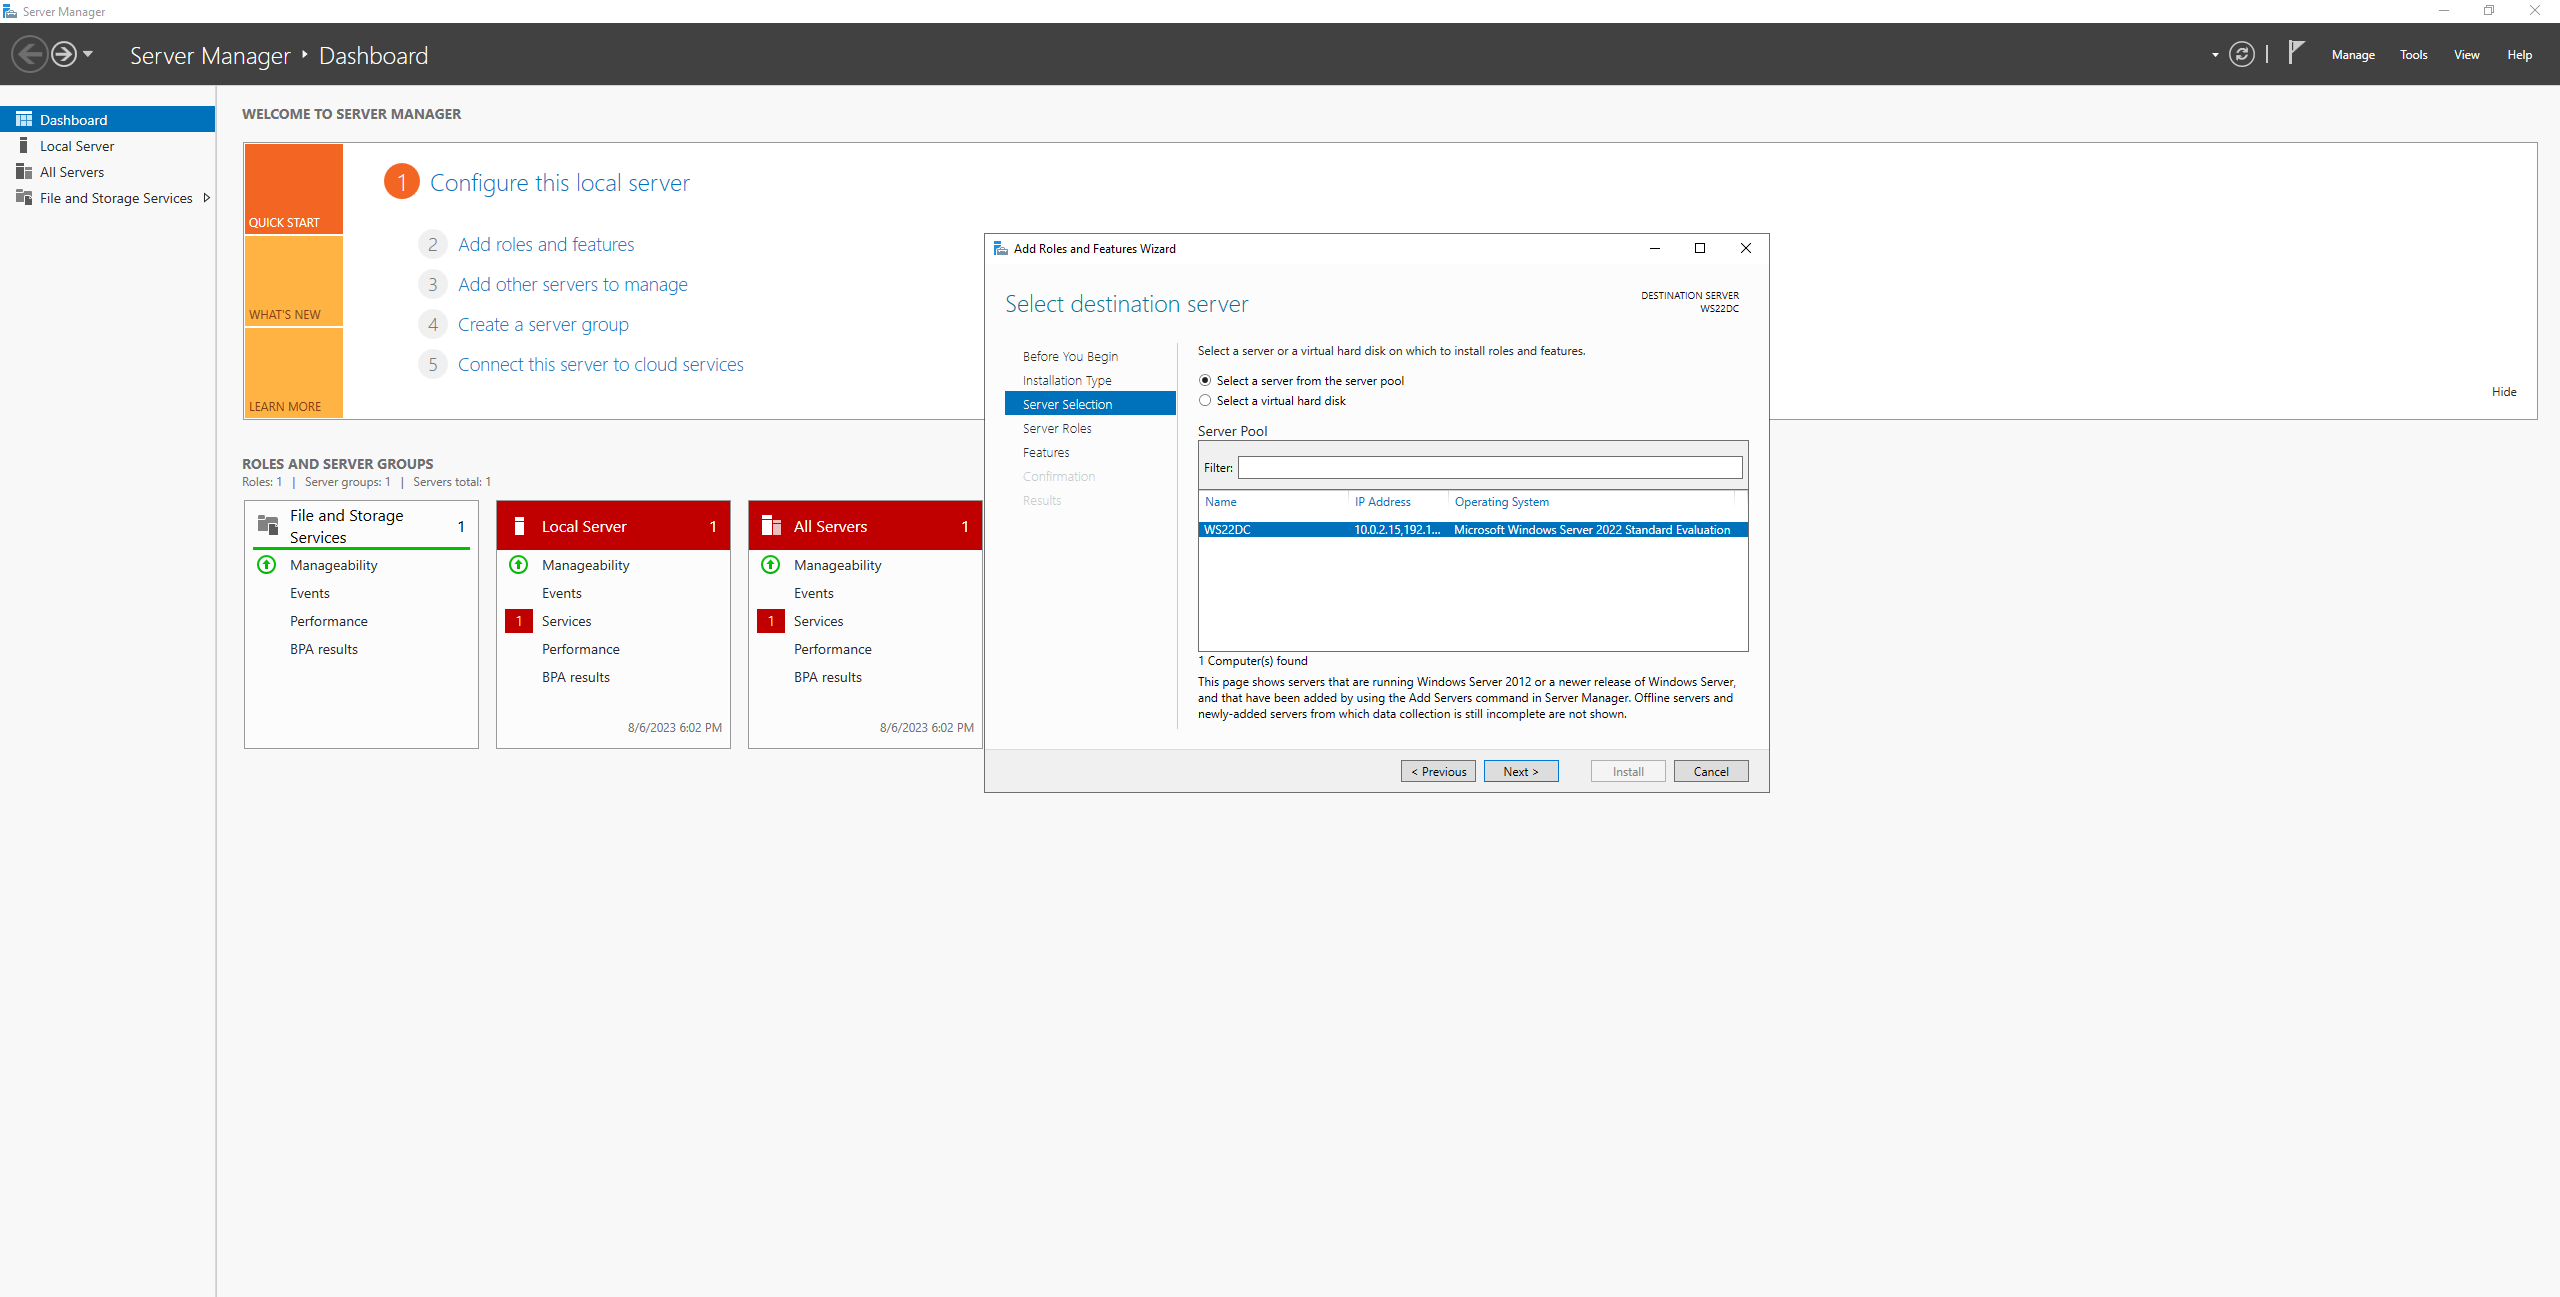 Server Manager
Server Manager ‣ Dashboard
Manage Tools View Help
Dashboard
Local Server
All Servers
File and Storage Services
WELCOME TO SERVER MANAGER
QUICK START
WHAT'S NEW
LEARN MORE
1 Configure this local server
2 Add roles and features
3 Add other servers to manage
4 Create a server group
5 Connect this server to cloud services
Hide
ROLES AND SERVER GROUPS
Roles: 1 | Server groups: 1 | Servers total: 1
File and Storage Services 1
Manageability
Events
Performance
BPA results
Local Server 1
Manageability
Events
1 Services
Performance
BPA results
8/6/2023 6:02 PM
All Servers 1
Manageability
Events
1 Services
Performance
BPA results
8/6/2023 6:02 PM
Add Roles and Features Wizard
Select destination server
DESTINATION SERVER
WS22DC
Before You Begin
Installation Type
Server Selection
Server Roles
Features
Confirmation
Results
Select a server or a virtual hard disk on which to install roles and features.
Select a server from the server pool
Select a virtual hard disk
Server Pool
Filter:
Name IP Address Operating System
WS22DC 10.0.2.15,192.1... Microsoft Windows Server 2022 Standard Evaluation
1 Computer(s) found
This page shows servers that are running Windows Server 2012 or a newer release of Windows Server,
and that have been added by using the Add Servers command in Server Manager. Offline servers and
newly-added servers from which data collection is still incomplete are not shown.
< Previous Next > Install Cancel